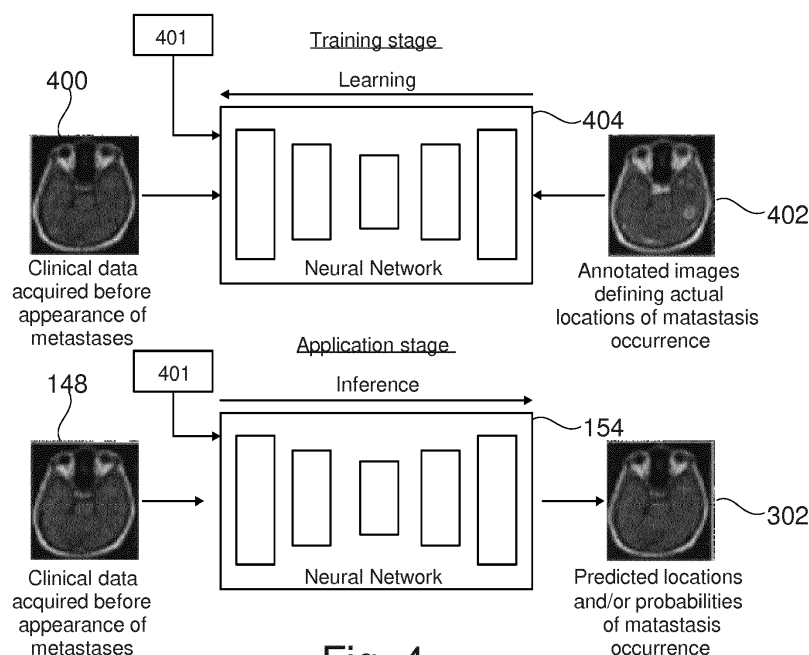 401
Training stage
400
Learning
404
402
Neural Network
Clinical data
acquired before
appearance of
metastases
Annotated images
defining actual
locations of matastasis
occurrence
Application stage
401
148
Inference
154
302
Neural Network
Clinical data
acquired before
appearance of
metastases
Predicted locations
and/or probabilities
of matastasis
occurrence
Fig. 4